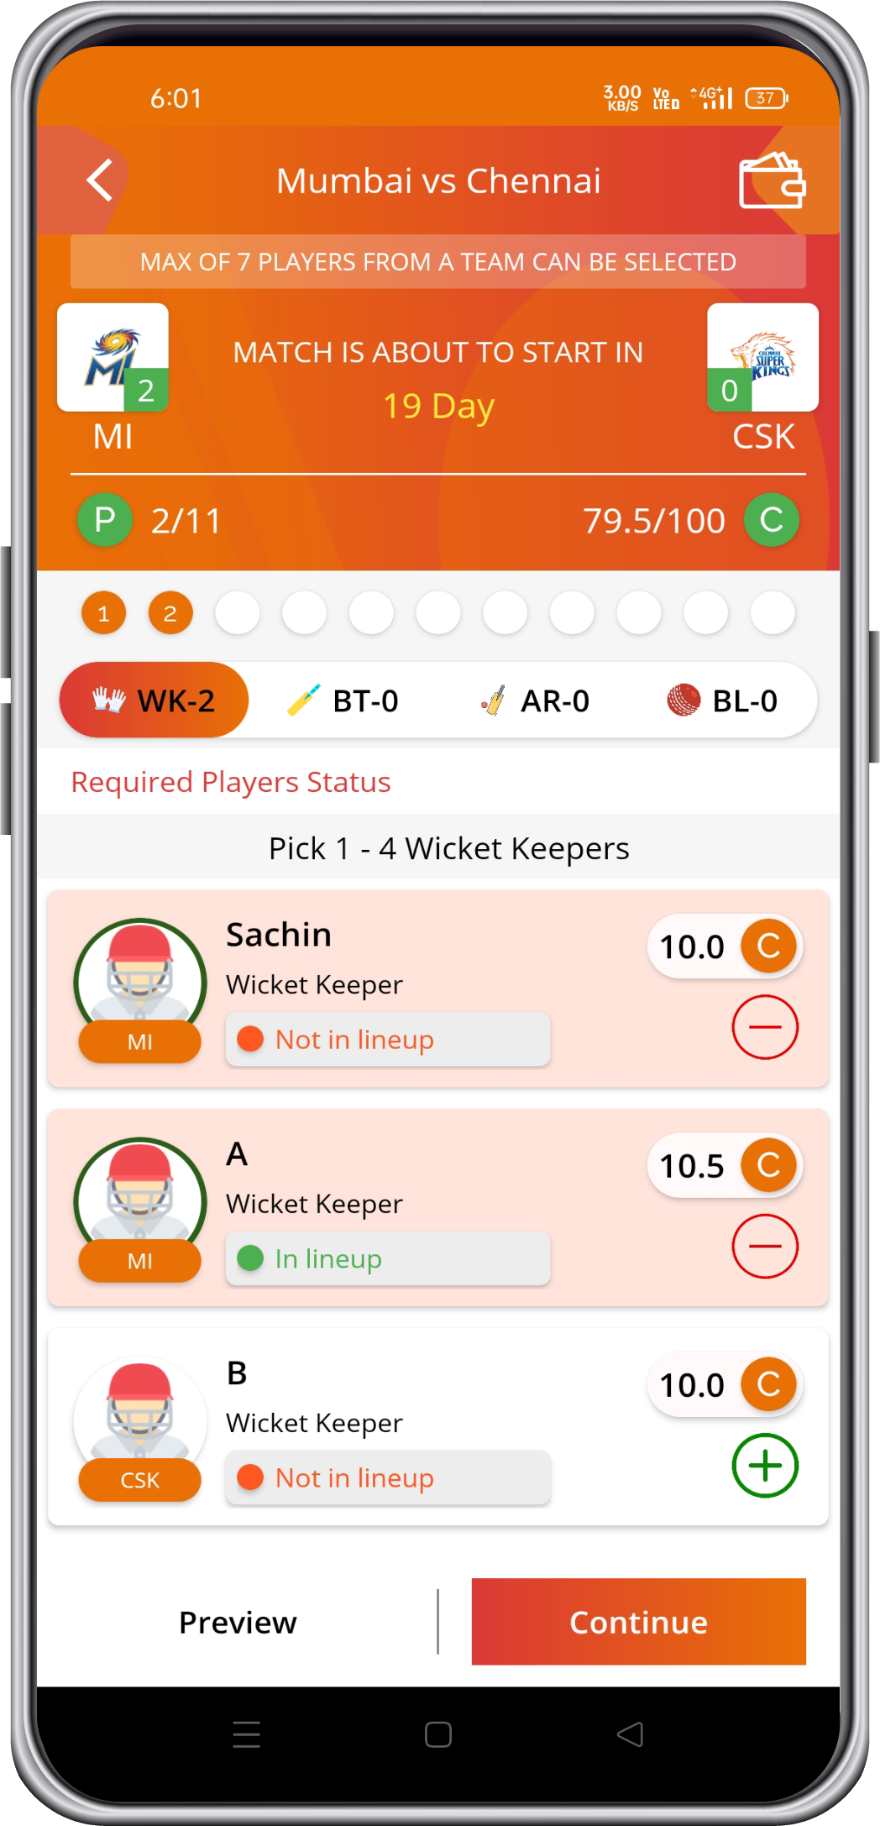 6:01 3.00 KB/S Vo LTE 4G+ 37
Mumbai vs Chennai
MAX OF 7 PLAYERS FROM A TEAM CAN BE SELECTED
MI 2 MATCH IS ABOUT TO START IN CHENNAI SUPER KINGS 0
19 Day
MI CSK
P 2/11 79.5/100 C
1 2
WK-2 BT-0 AR-0 BL-0
Required Players Status
Pick 1 - 4 Wicket Keepers
Sachin 10.0 C
Wicket Keeper
MI Not in lineup
A 10.5 C
Wicket Keeper
MI In lineup
B 10.0 C
Wicket Keeper
CSK Not in lineup
Preview Continue